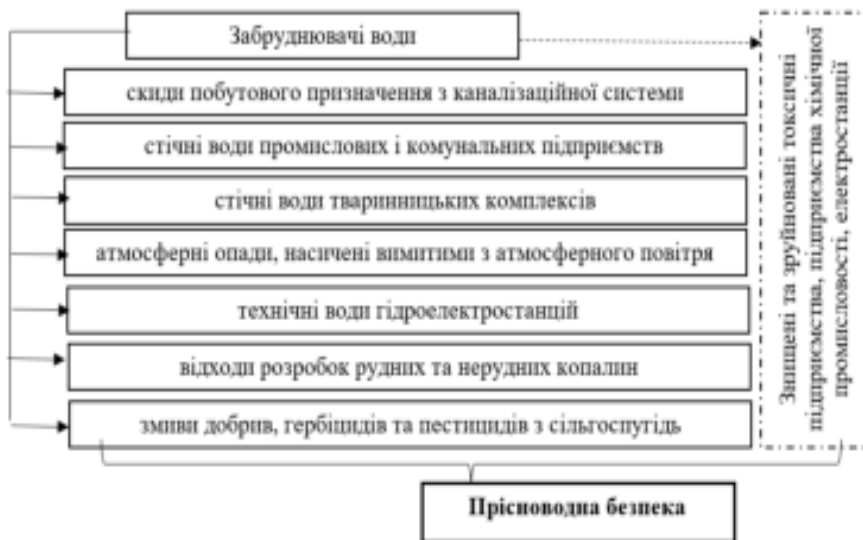 Забруднювачі води
скиди побутового призначення з каналізаційної системи
стічні води промислових і комунальних підприємств
стічні води тваринницьких комплексів
атмосферні опади, насичені вимитими з атмосферного повітря
технічні води гідроелектростанцій
відходи розробок рудних та нерудних копалин
змиви добрив, гербіцидів та пестицидів з сільгоспугідь
Знищені та зруйновані токсичні
підприємства, підприємства хімічної
промисловості, електростанції
Прісноводна безпека